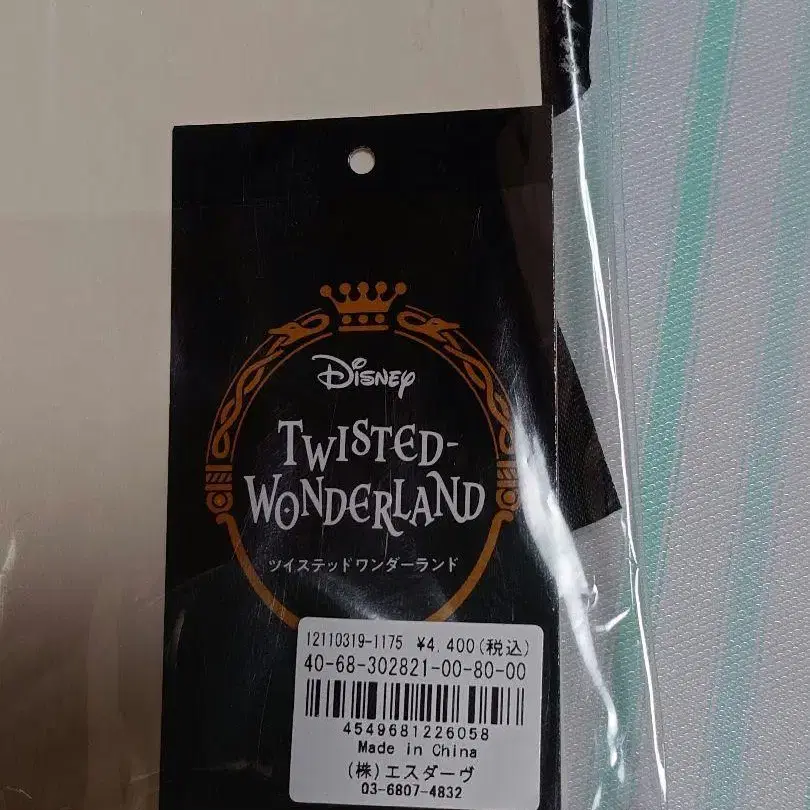 Disney
TWISTED-
WONDERLAND
ツイステッドワンダーランド
12110319-1175 ¥4,400(税込)
40-68-302821-00-80-00
4549681226058
Made in China
(株)エスダーヴ
03-6807-4832